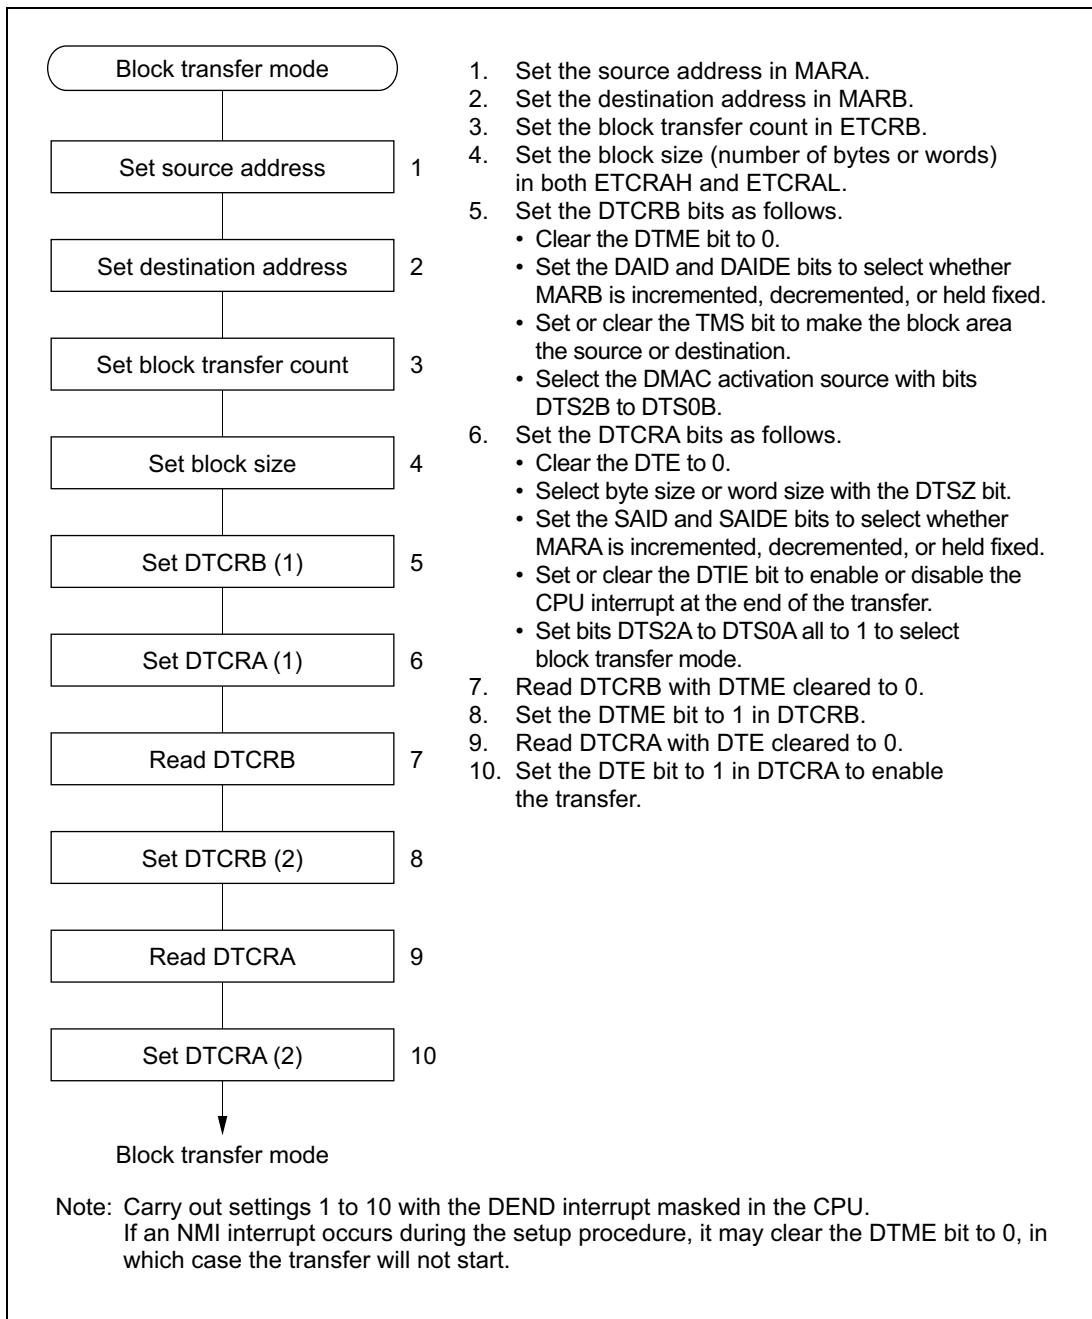 Block transfer mode
Set source address 1
Set destination address 2
Set block transfer count 3
Set block size 4
Set DTCRB (1) 5
Set DTCRA (1) 6
Read DTCRB 7
Set DTCRB (2) 8
Read DTCRA 9
Set DTCRA (2) 10
Block transfer mode
1. Set the source address in MARA.
2. Set the destination address in MARB.
3. Set the block transfer count in ETCRB.
4. Set the block size (number of bytes or words)
in both ETCRAH and ETCRAL.
5. Set the DTCRB bits as follows.
• Clear the DTME bit to 0.
• Set the DAID and DAIDE bits to select whether
MARB is incremented, decremented, or held fixed.
• Set or clear the TMS bit to make the block area
the source or destination.
• Select the DMAC activation source with bits
DTS2B to DTS0B.
6. Set the DTCRA bits as follows.
• Clear the DTE to 0.
• Select byte size or word size with the DTSZ bit.
• Set the SAID and SAIDE bits to select whether
MARA is incremented, decremented, or held fixed.
• Set or clear the DTIE bit to enable or disable the
CPU interrupt at the end of the transfer.
• Set bits DTS2A to DTS0A all to 1 to select
block transfer mode.
7. Read DTCRB with DTME cleared to 0.
8. Set the DTME bit to 1 in DTCRB.
9. Read DTCRA with DTE cleared to 0.
10. Set the DTE bit to 1 in DTCRA to enable
the transfer.
Note: Carry out settings 1 to 10 with the DEND interrupt masked in the CPU.
If an NMI interrupt occurs during the setup procedure, it may clear the DTME bit to 0, in
which case the transfer will not start.